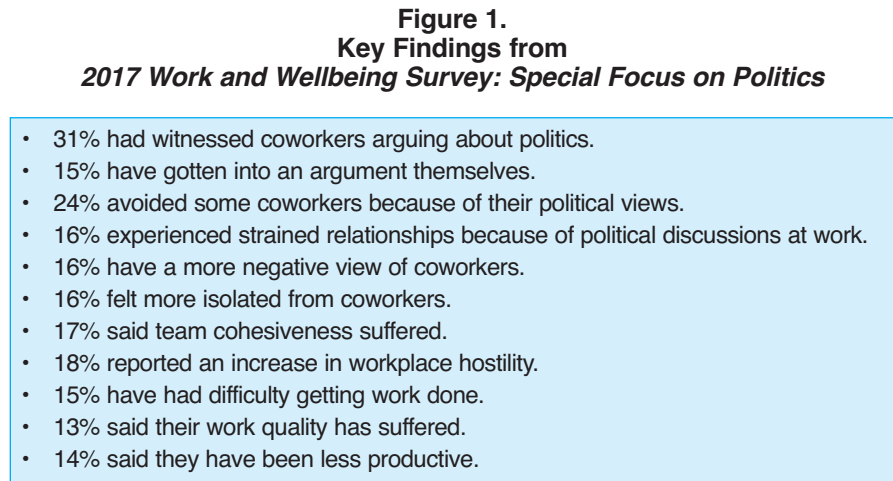 Figure 1.
Key Findings from
2017 Work and Wellbeing Survey: Special Focus on Politics
• 31% had witnessed coworkers arguing about politics.
• 15% have gotten into an argument themselves.
• 24% avoided some coworkers because of their political views.
• 16% experienced strained relationships because of political discussions at work.
• 16% have a more negative view of coworkers.
• 16% felt more isolated from coworkers.
• 17% said team cohesiveness suffered.
• 18% reported an increase in workplace hostility.
• 15% have had difficulty getting work done.
• 13% said their work quality has suffered.
• 14% said they have been less productive.